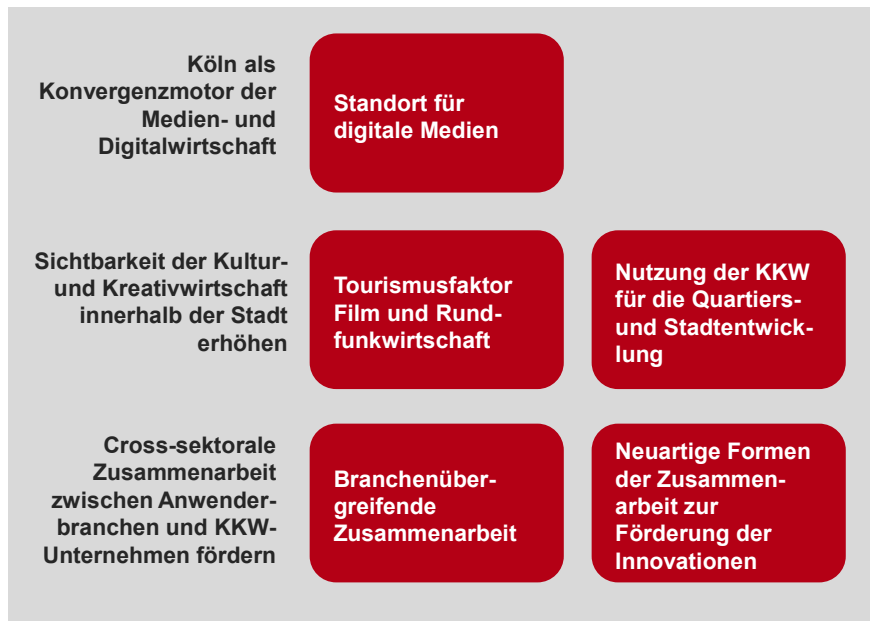 Köln als
Konvergenzmotor der
Medien- und
Digitalwirtschaft
Standort für
digitale Medien
Sichtbarkeit der Kultur-
und Kreativwirtschaft
innerhalb der Stadt
erhöhen
Tourismusfaktor
Film und Rund-
funkwirtschaft
Nutzung der KKW
für die Quartiers-
und Stadtentwick-
lung
Cross-sektorale
Zusammenarbeit
zwischen Anwender-
branchen und KKW-
Unternehmen fördern
Branchenüber-
greifende
Zusammenarbeit
Neuartige Formen
der Zusammen-
arbeit zur
Förderung der
Innovationen